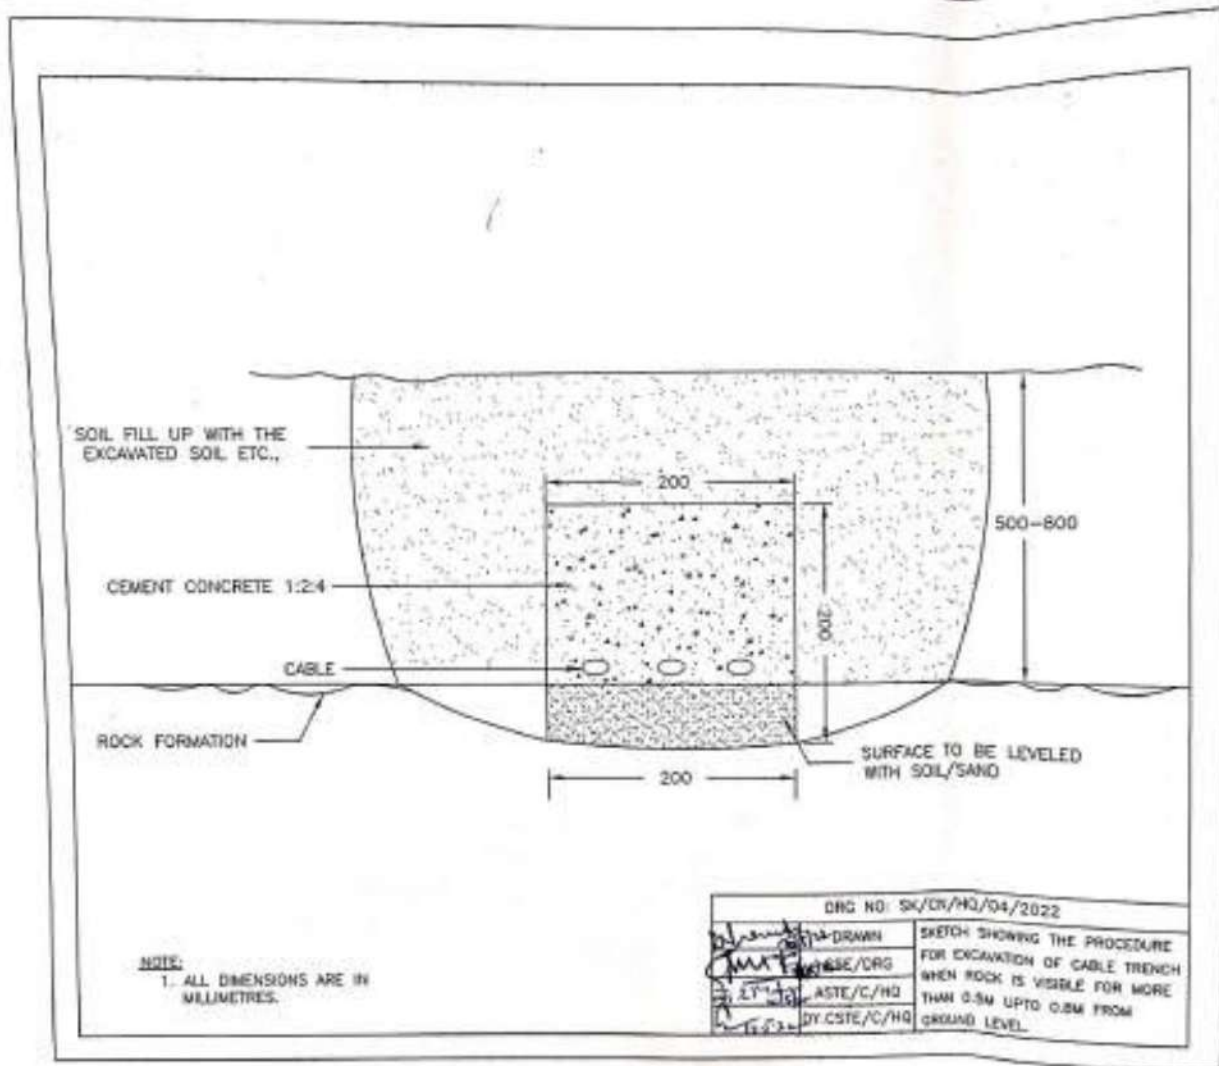 SOIL FILL UP WITH THE
EXCAVATED SOIL ETC.,
200
500-800
CEMENT CONCRETE 1:2:4
200
CABLE
ROCK FORMATION
SURFACE TO BE LEVELED
WITH SOIL/SAND
200
NOTE:
1. ALL DIMENSIONS ARE IN
MILLIMETRES.
DRG NO: SK/CN/HQ/04/2022
DRAWN
SSE/DRG
ASTE/C/HQ
DY.CSTE/C/HQ
SKETCH SHOWING THE PROCEDURE
FOR EXCAVATION OF CABLE TRENCH
WHEN ROCK IS VISIBLE FOR MORE
THAN 0.5M UPTO 0.8M FROM
GROUND LEVEL